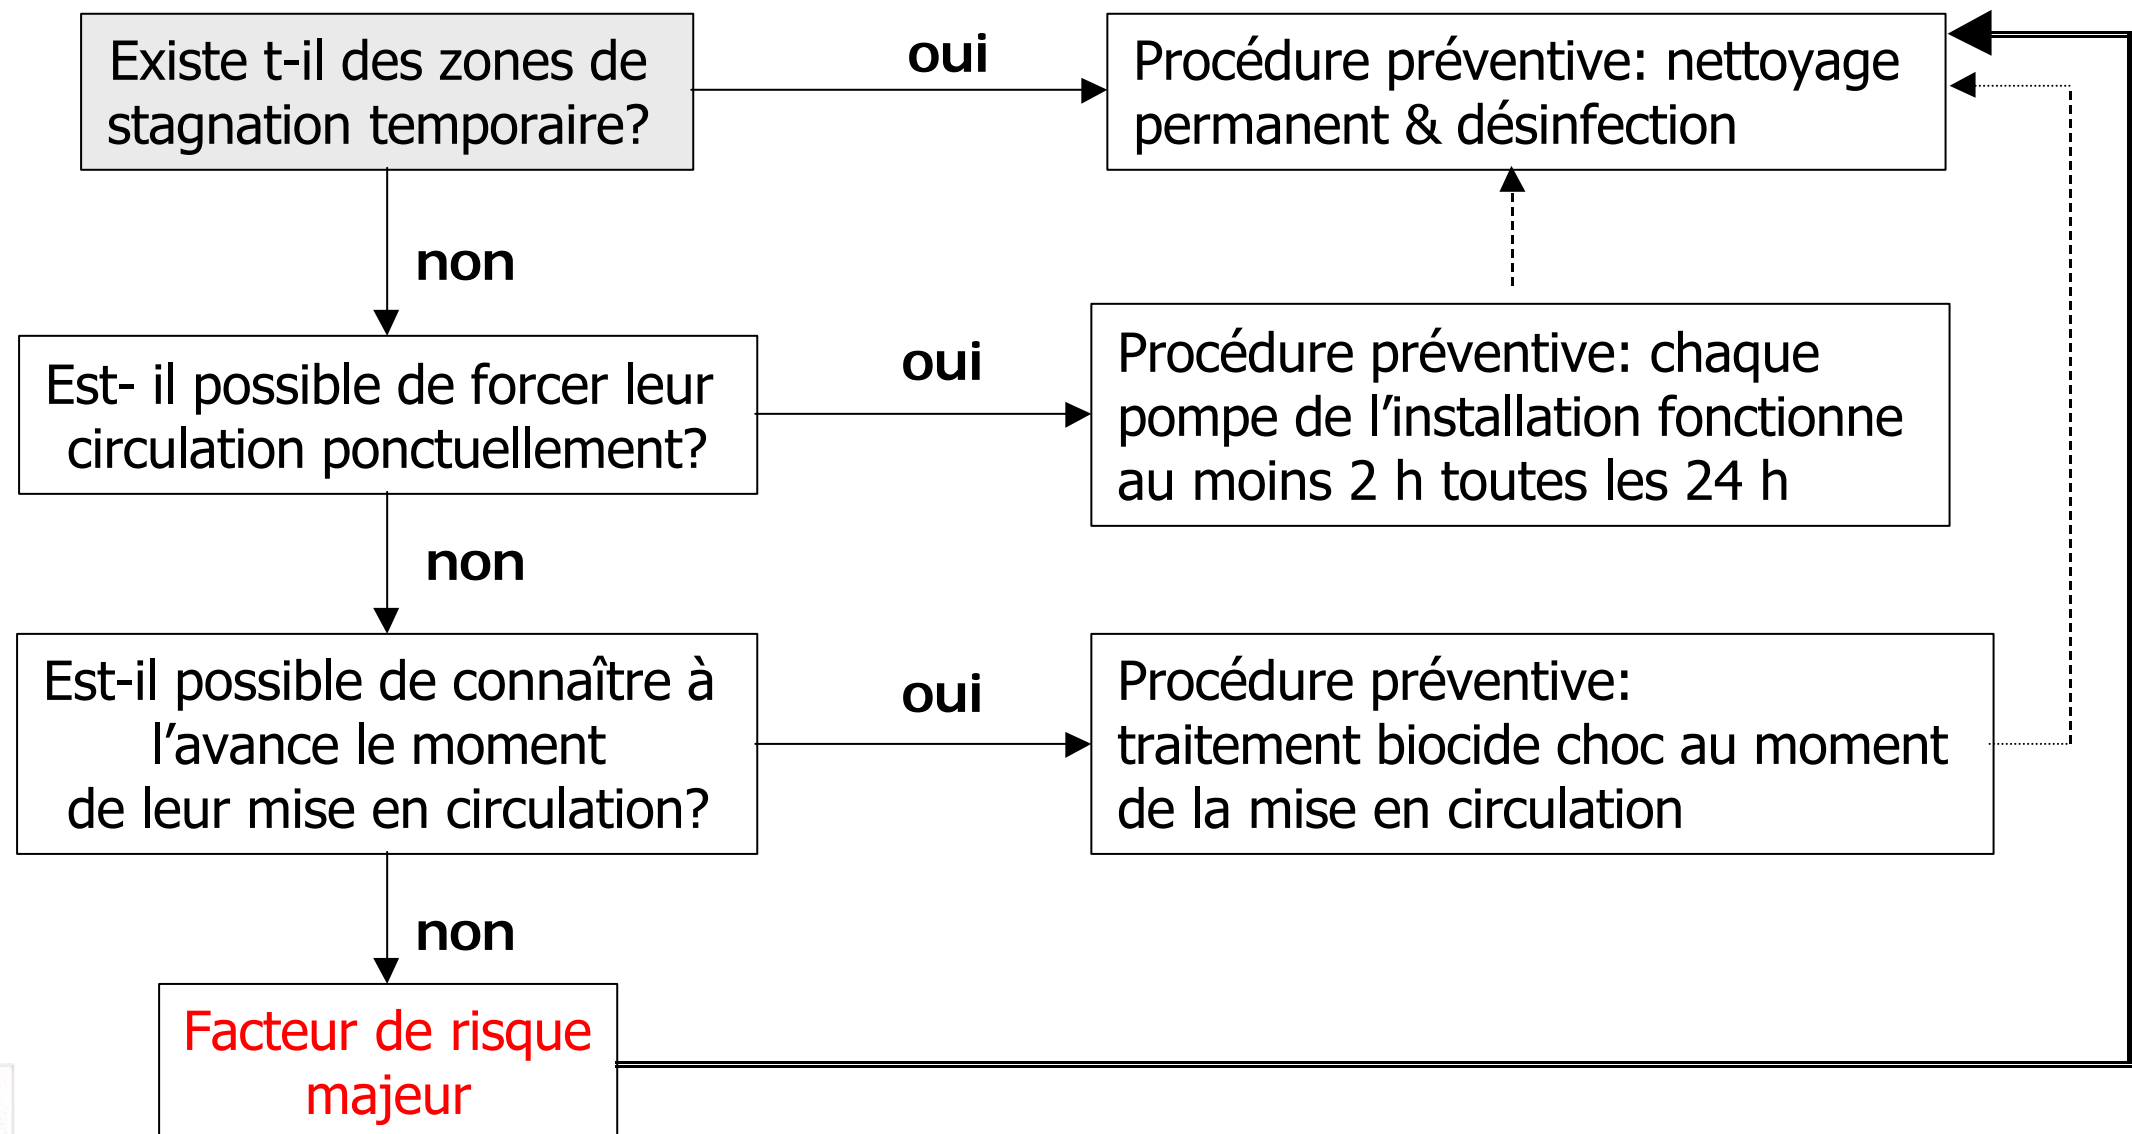 Existe t-il des zones de
stagnation temporaire?
oui
Procédure préventive: nettoyage
permanent & désinfection
non
Est- il possible de forcer leur
circulation ponctuellement?
oui
Procédure préventive: chaque
pompe de l’installation fonctionne
au moins 2 h toutes les 24 h
non
Est-il possible de connaître à
l’avance le moment
de leur mise en circulation?
oui
Procédure préventive:
traitement biocide choc au moment
de la mise en circulation
non
Facteur de risque
majeur